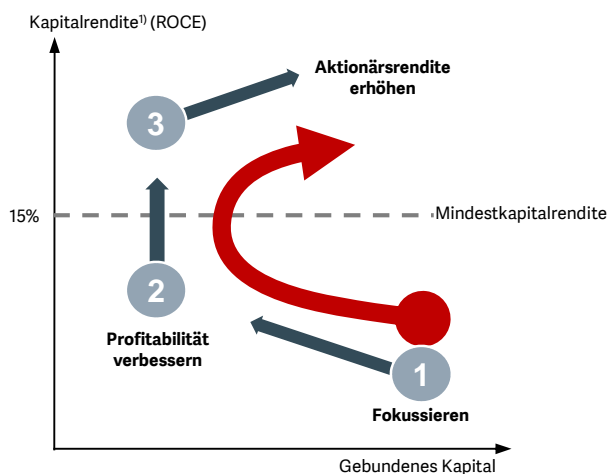 Kapitalrendite¹⁾ (ROCE)
Aktionärsrendite
erhöhen
3
15%
Mindestkapitalrendite
2
Profitabilität
verbessern
1
Fokussieren
Gebundenes Kapital